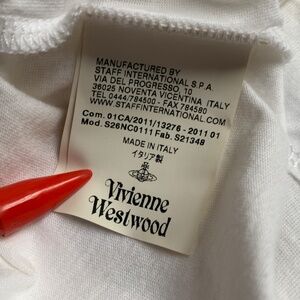 MANUFACTURED BY
STAFF INTERNATIONAL S.P.A.
VIA DEL PROGRESSO, 10
36025 NOVENTA VICENTINA ITALY
TEL 0444/784500 - FAX 784580
WWW.STAFFINTERNATIONAL.COM
Com. 01CA/2011/13276 - 2011 01
Mod. S26NC0111 Fab. S21348
MADE IN ITALY
イタリア製
Vivienne
Westwood